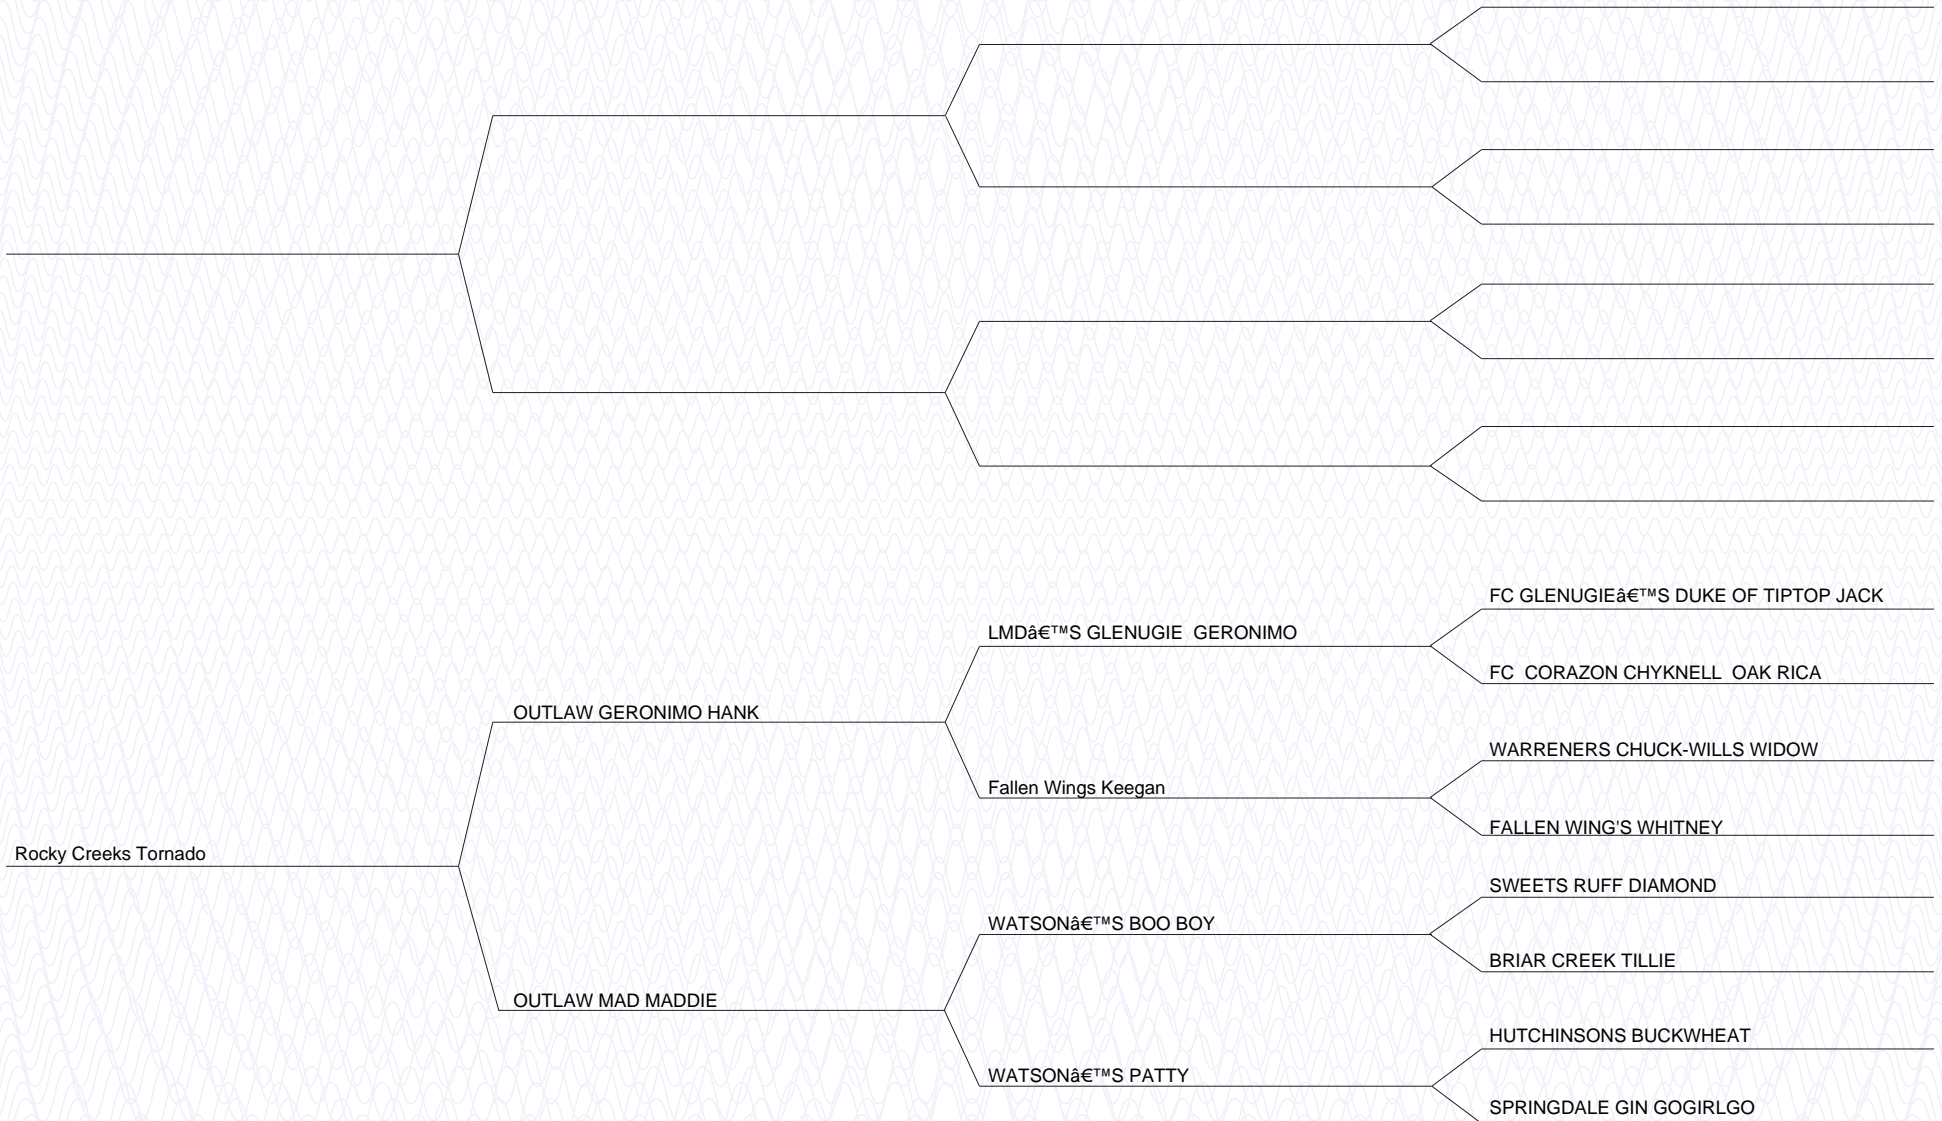 FC GLENUGIEâ€™S DUKE OF TIPTOP JACK
LMDâ€™S GLENUGIE  GERONIMO
FC  CORAZON CHYKNELL  OAK RICA
OUTLAW GERONIMO HANK
WARRENERS CHUCK-WILLS WIDOW
Fallen Wings Keegan
FALLEN WING'S WHITNEY
Rocky Creeks Tornado
SWEETS RUFF DIAMOND
WATSONâ€™S BOO BOY
BRIAR CREEK TILLIE
OUTLAW MAD MADDIE
HUTCHINSONS BUCKWHEAT
WATSONâ€™S PATTY
SPRINGDALE GIN GOGIRLGO